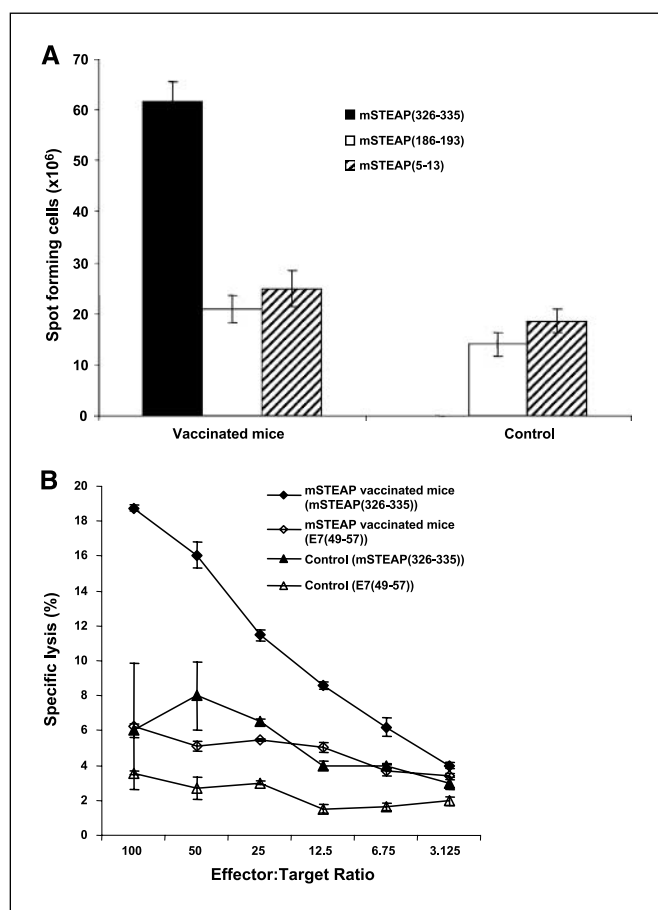 A
70
60
50
40
30
20
10
0
Spot forming cells (x10⁶)
mSTEAP(326-335)
mSTEAP(186-193)
mSTEAP(5-13)
Vaccinated mice
Control
B
20
18
16
14
12
10
8
6
4
2
0
Specific lysis (%)
mSTEAP vaccinated mice
(mSTEAP(326-335))
mSTEAP vaccinated mice
(E7(49-57))
Control (mSTEAP(326-335))
Control (E7(49-57))
100
50
25
12.5
6.75
3.125
Effector:Target Ratio